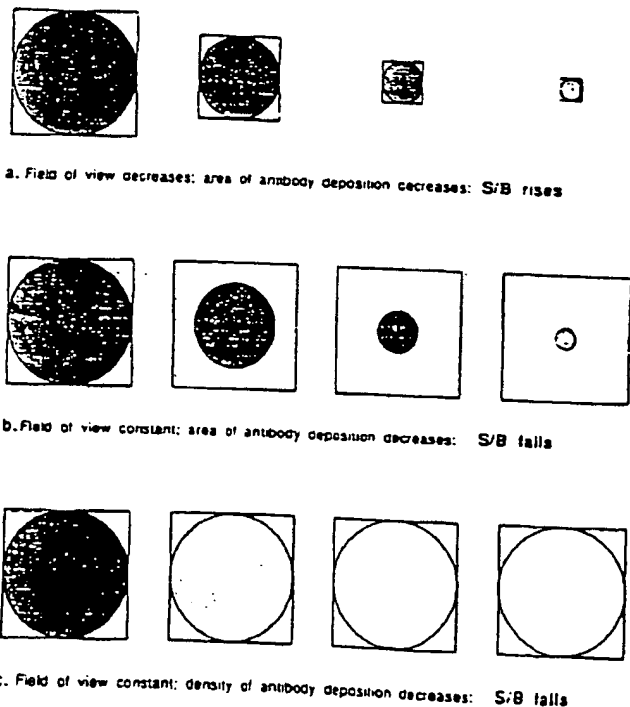 a. Field of view decreases: area of antibody deposition decreases: S/B rises
b. Field of view constant: area of antibody deposition decreases: S/B falls
c. Field of view constant: density of antibody deposition decreases: S/B falls